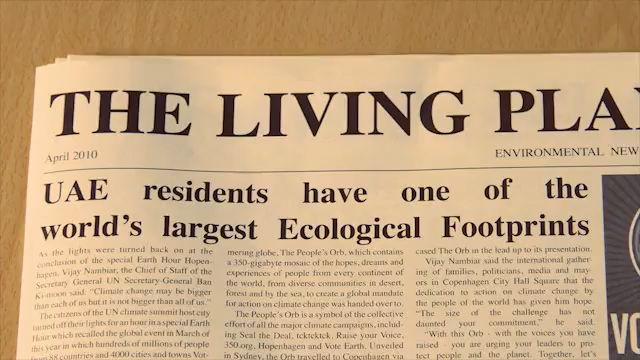 THE LIVING PLA
April 2010
ENVIRONMENTAL NEW
UAE residents have one of the
world's largest Ecological Footprints
As the lights were turned back on at the
conclusion of the special Earth Hour Hopen-
hagen, Vijay Nambiar, the Chief of Staff of the
Secretary General UN Secretary-General Ban
Ki-moon said: "Climate change may be bigger
than each of us but it is not bigger than all of us."
The citizens of the UN climate summit host city
turned off their lights for an hour in a special Earth
Hour which recalled the global event in March of
this year in which hundreds of millions of people
88 countries and 4000 cities and towns Vot-
mering globe, The People's Orb, which contains
a 350-gigabyte mosaic of the hopes, dreams and
experiences of people from every continent of
the world, from diverse communities in desert,
forest and by the sea, to create a global mandate
for action on climate change was handed over to.
The People's Orb is a symbol of the collective
effort of all the major climate campaigns, includ-
ing Seal the Deal, tcktcktck, Raise your Voice,
350.org, Hopenhagen and Vote Earth. Unveiled
in Sydney, the Orb travelled to Copenhagen via
cased The Orb in the lead up to its presentation.
Vijay Nambiar said the international gather-
ing of families, politicians, media and may-
ors in Copenhagen City Hall Square that the
dedication to action on climate change by
the people of the world has given him hope.
"The size of the challenge has not
daunted your commitment," he said.
"With this Orb - with the voices you have
raised - you are urging your leaders to pro-
tect people and the planet. Together, let's
VO